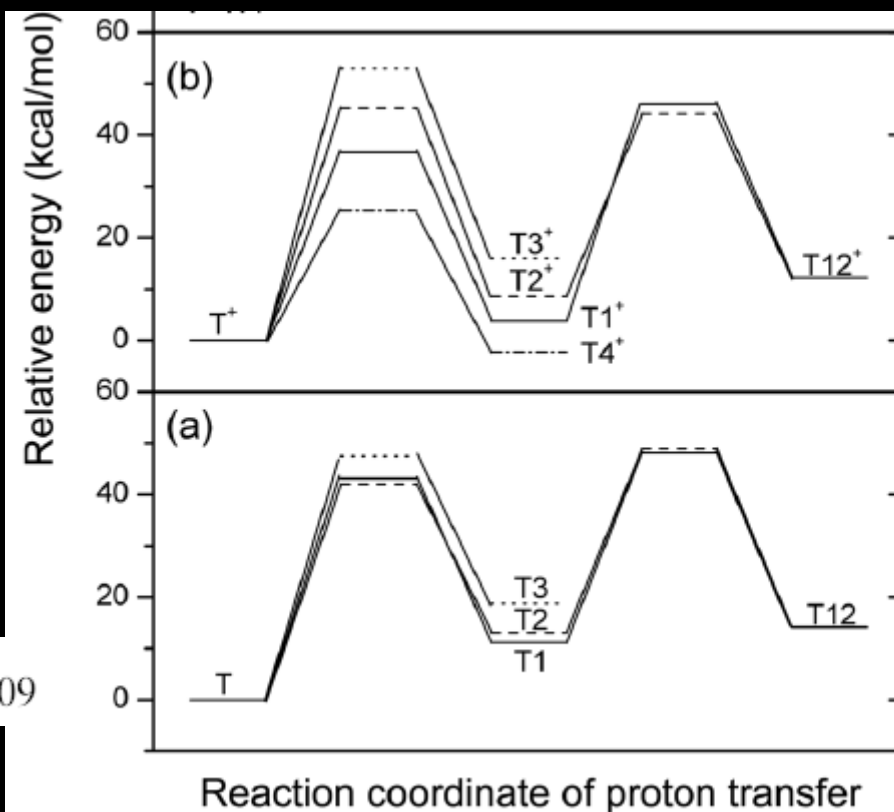 60
(b)
40
20
0
T⁺
T3⁺
T2⁺
T1⁺
T4⁺
T12⁺
Relative energy (kcal/mol)
60
(a)
40
20
0
T
T3
T2
T1
T12
09
Reaction coordinate of proton transfer